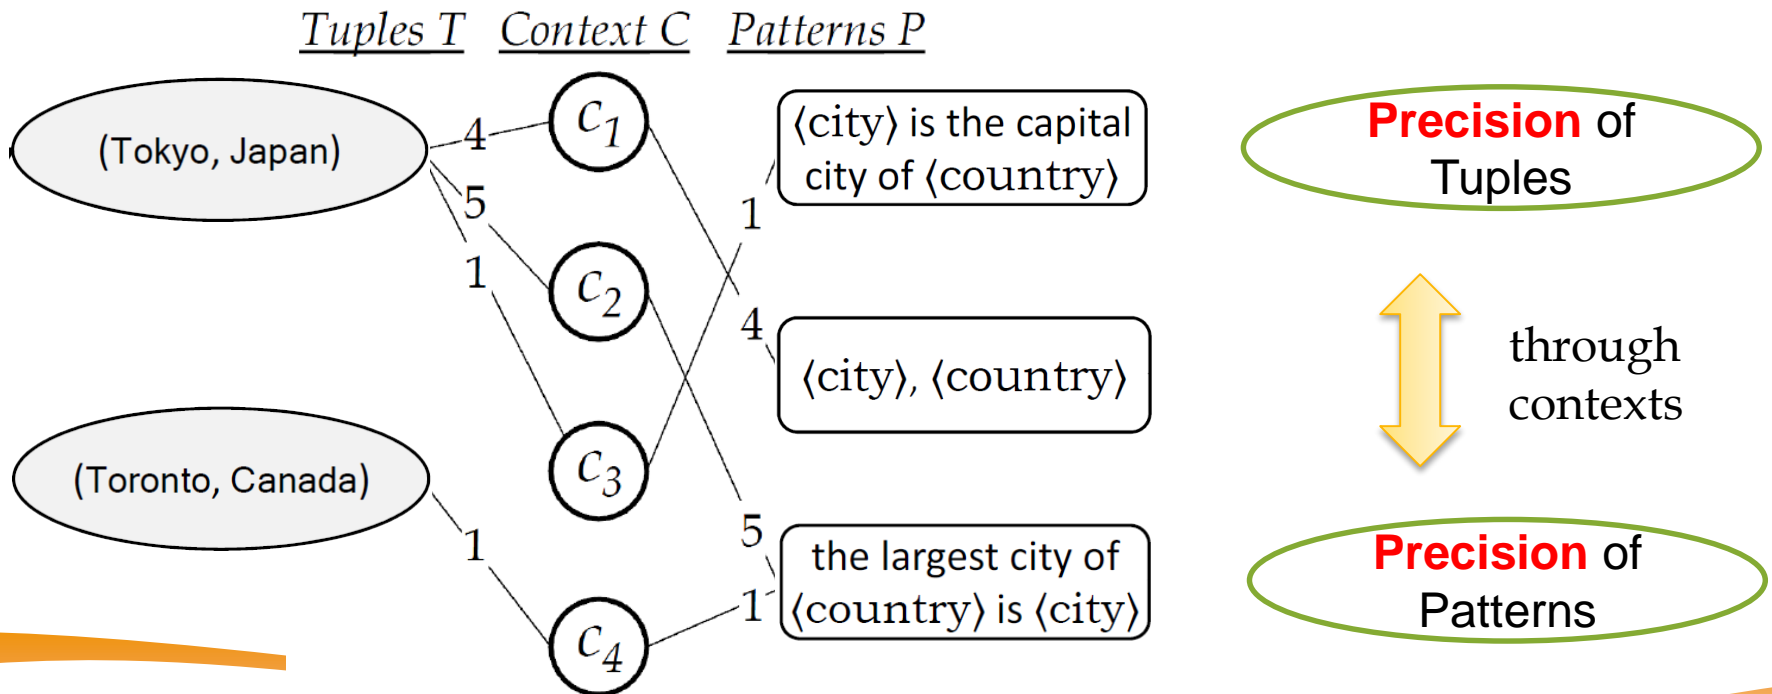 Tuples T Context C Patterns P
(Tokyo, Japan)
(Toronto, Canada)
4
5
1
1
c1
c2
c3
c4
1
4
5
1
⟨city⟩ is the capital
city of ⟨country⟩
⟨city⟩, ⟨country⟩
the largest city of
⟨country⟩ is ⟨city⟩
Precision of
Tuples
through
contexts
Precision of
Patterns